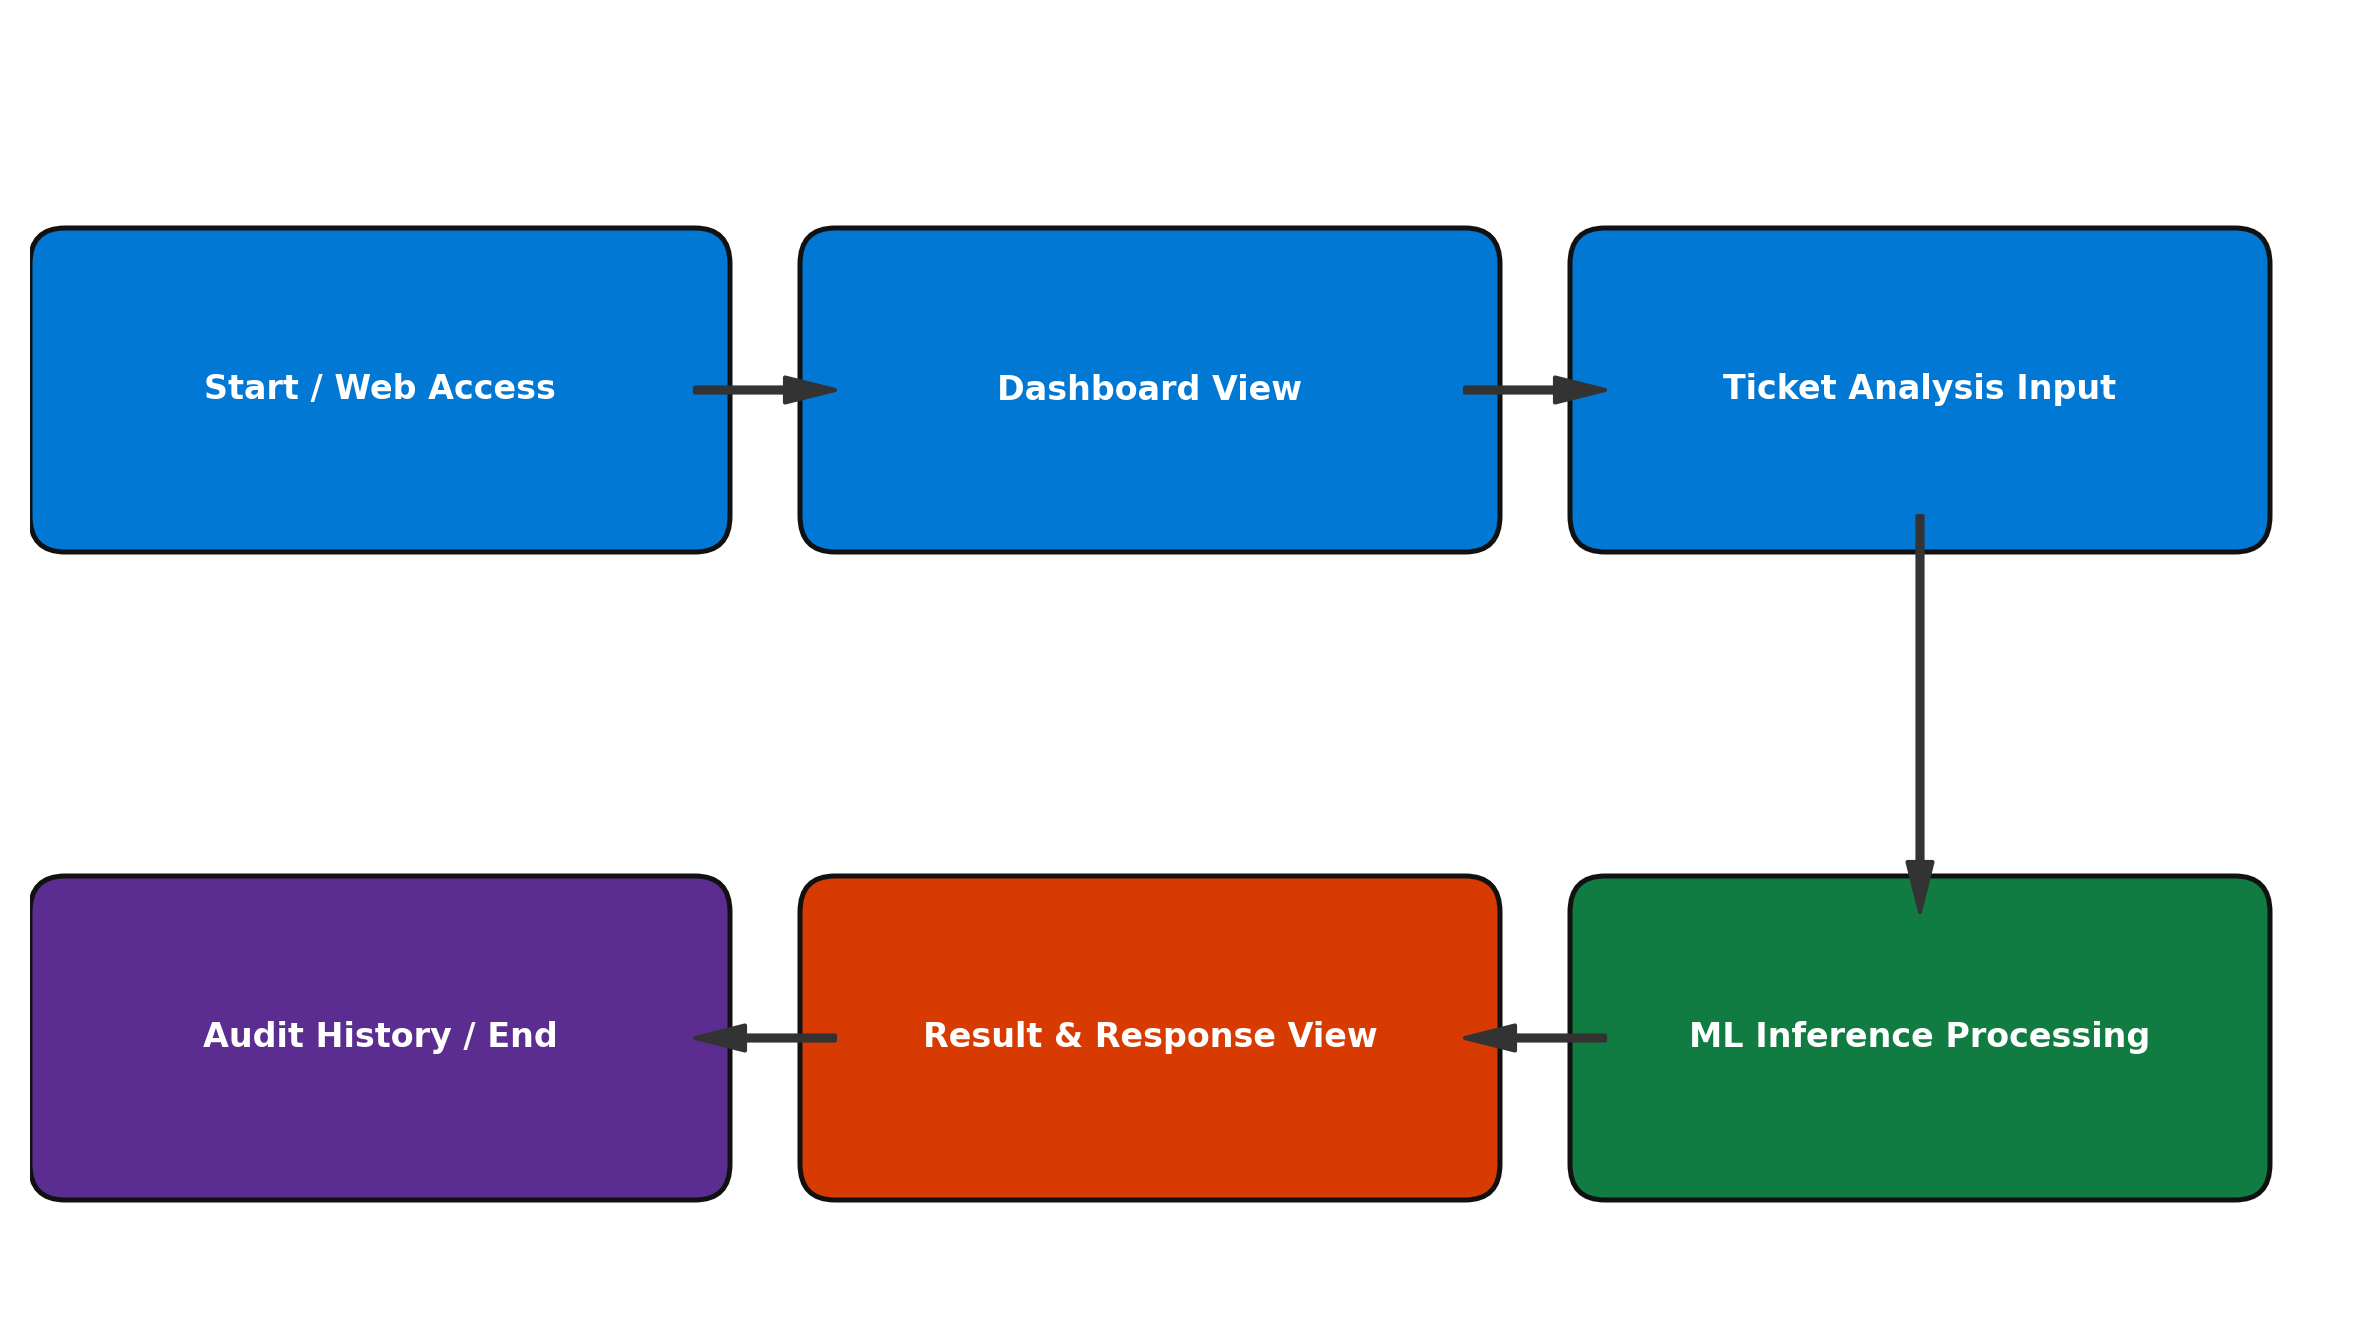 Start / Web Access
Dashboard View
Ticket Analysis Input
Audit History / End
Result & Response View
ML Inference Processing